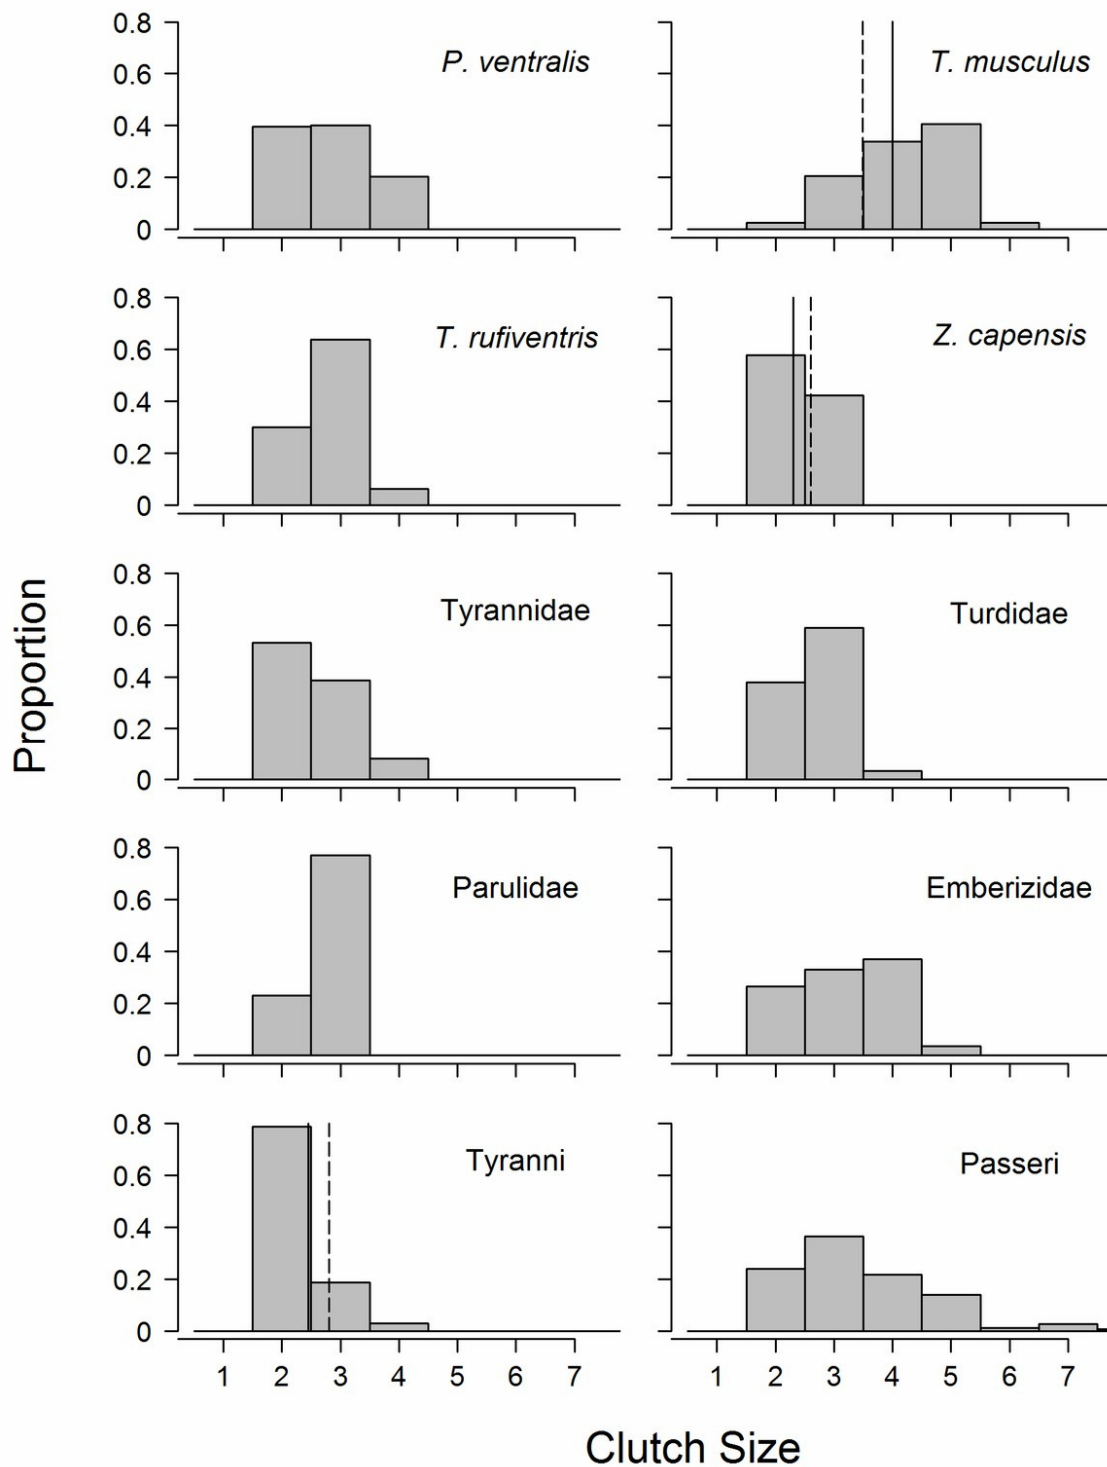 0.8
0.6
0.4
0.2
0
P. ventralis
T. musculus
0.8
0.6
0.4
0.2
0
T. rufiventris
Z. capensis
Proportion
0.8
0.6
0.4
0.2
0
Tyrannidae
Turdidae
0.8
0.6
0.4
0.2
0
Parulidae
Emberizidae
0.8
0.6
0.4
0.2
0
Tyranni
Passeri
1 2 3 4 5 6 7
1 2 3 4 5 6 7
Clutch Size